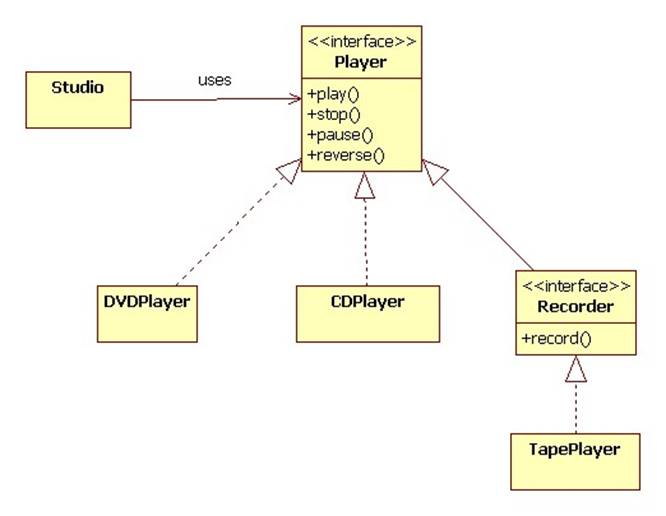 <<interface>>
Player
+play()
+stop()
+pause()
+reverse()
Studio
uses
DVDPlayer
CDPlayer
<<interface>>
Recorder
+record()
TapePlayer